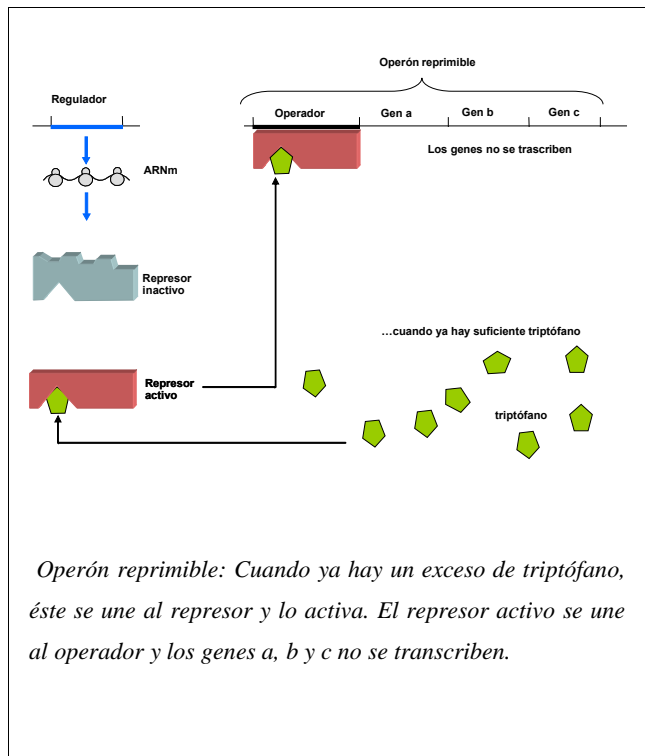 Operón reprimible
Regulador
Operador
Gen a
Gen b
Gen c
Los genes no se trascriben
ARNm
Represor
inactivo
...cuando ya hay suficiente triptófano
Represor
activo
triptófano
Operón reprimible: Cuando ya hay un exceso de triptófano,
éste se une al represor y lo activa. El represor activo se une
al operador y los genes a, b y c no se transcriben.